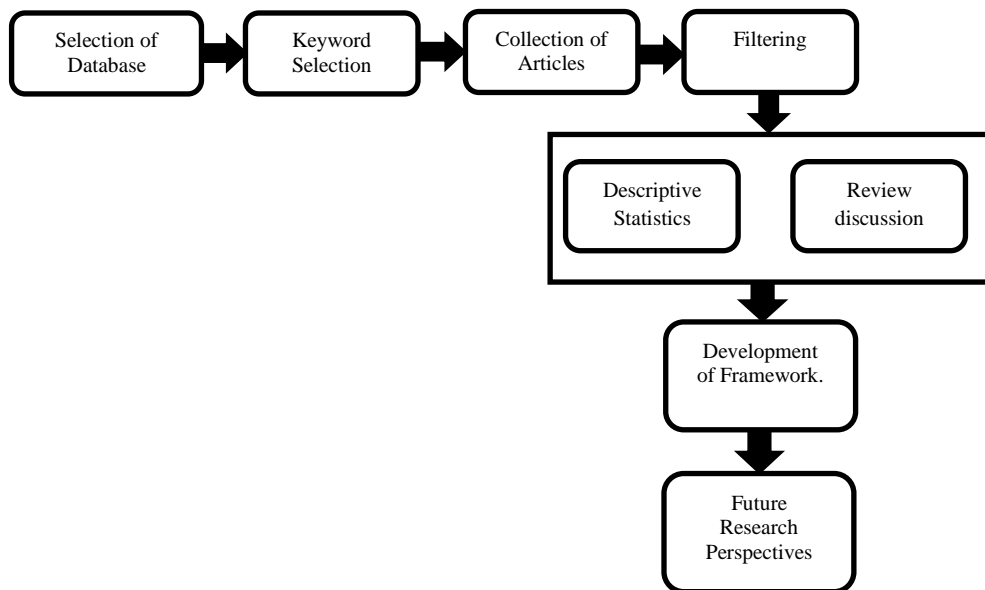 Selection of
Database
Keyword
Selection
Collection of
Articles
Filtering
Descriptive
Statistics
Review
discussion
Development
of Framework.
Future
Research
Perspectives